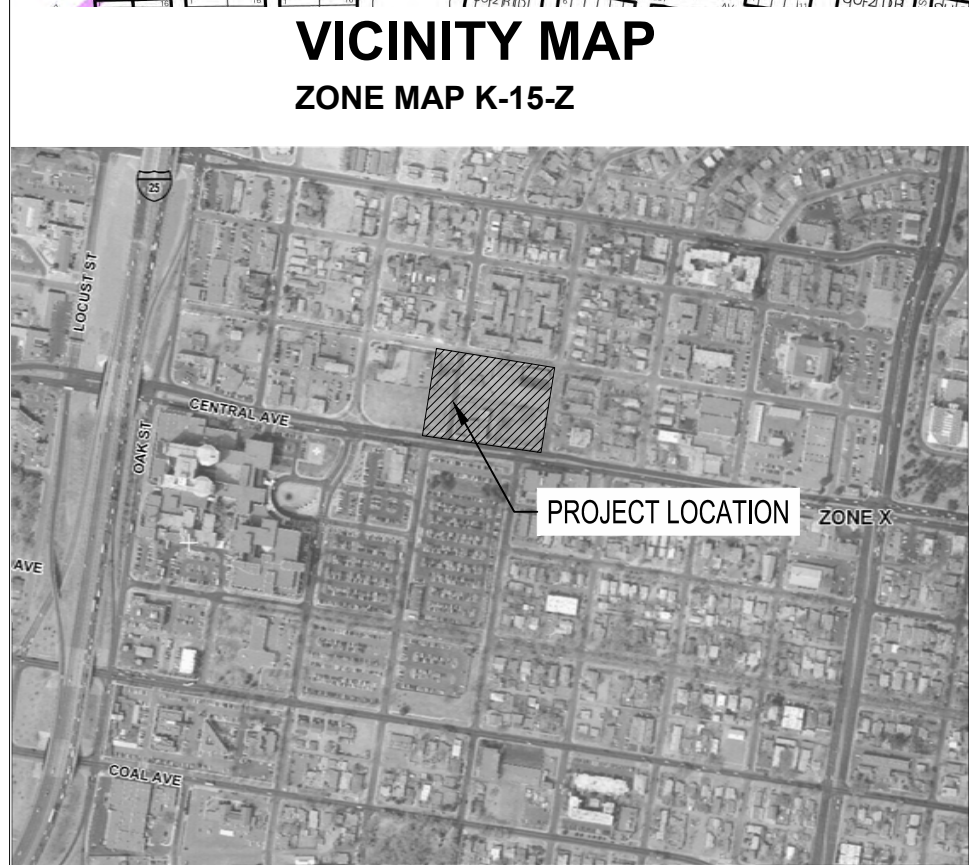 VICINITY MAP
ZONE MAP K-15-Z
25
LOCUST ST
CENTRAL AVE
OAK ST
PROJECT LOCATION
ZONE X
AVE
COAL AVE